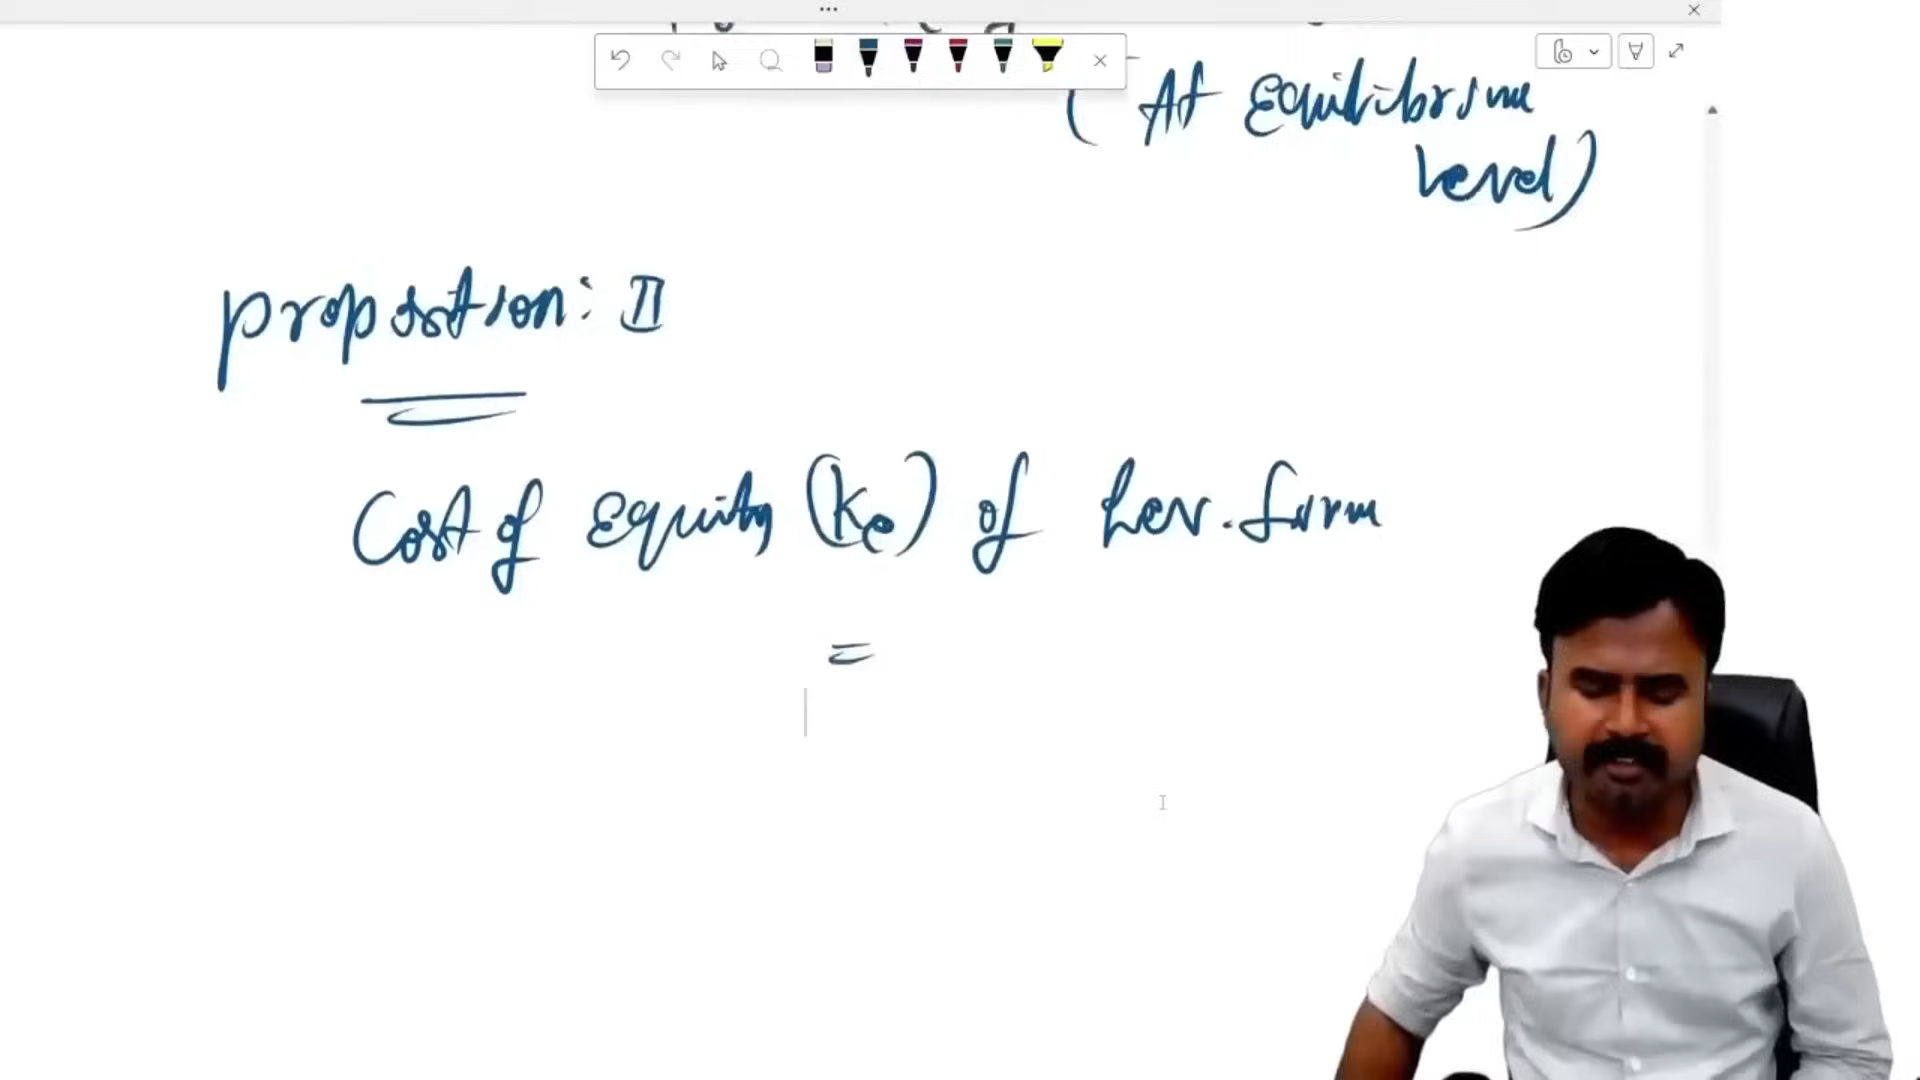 ( At Equilibrium
Level)
Proposition: II
Cost of Equity (Ke) of Lev. firm
=